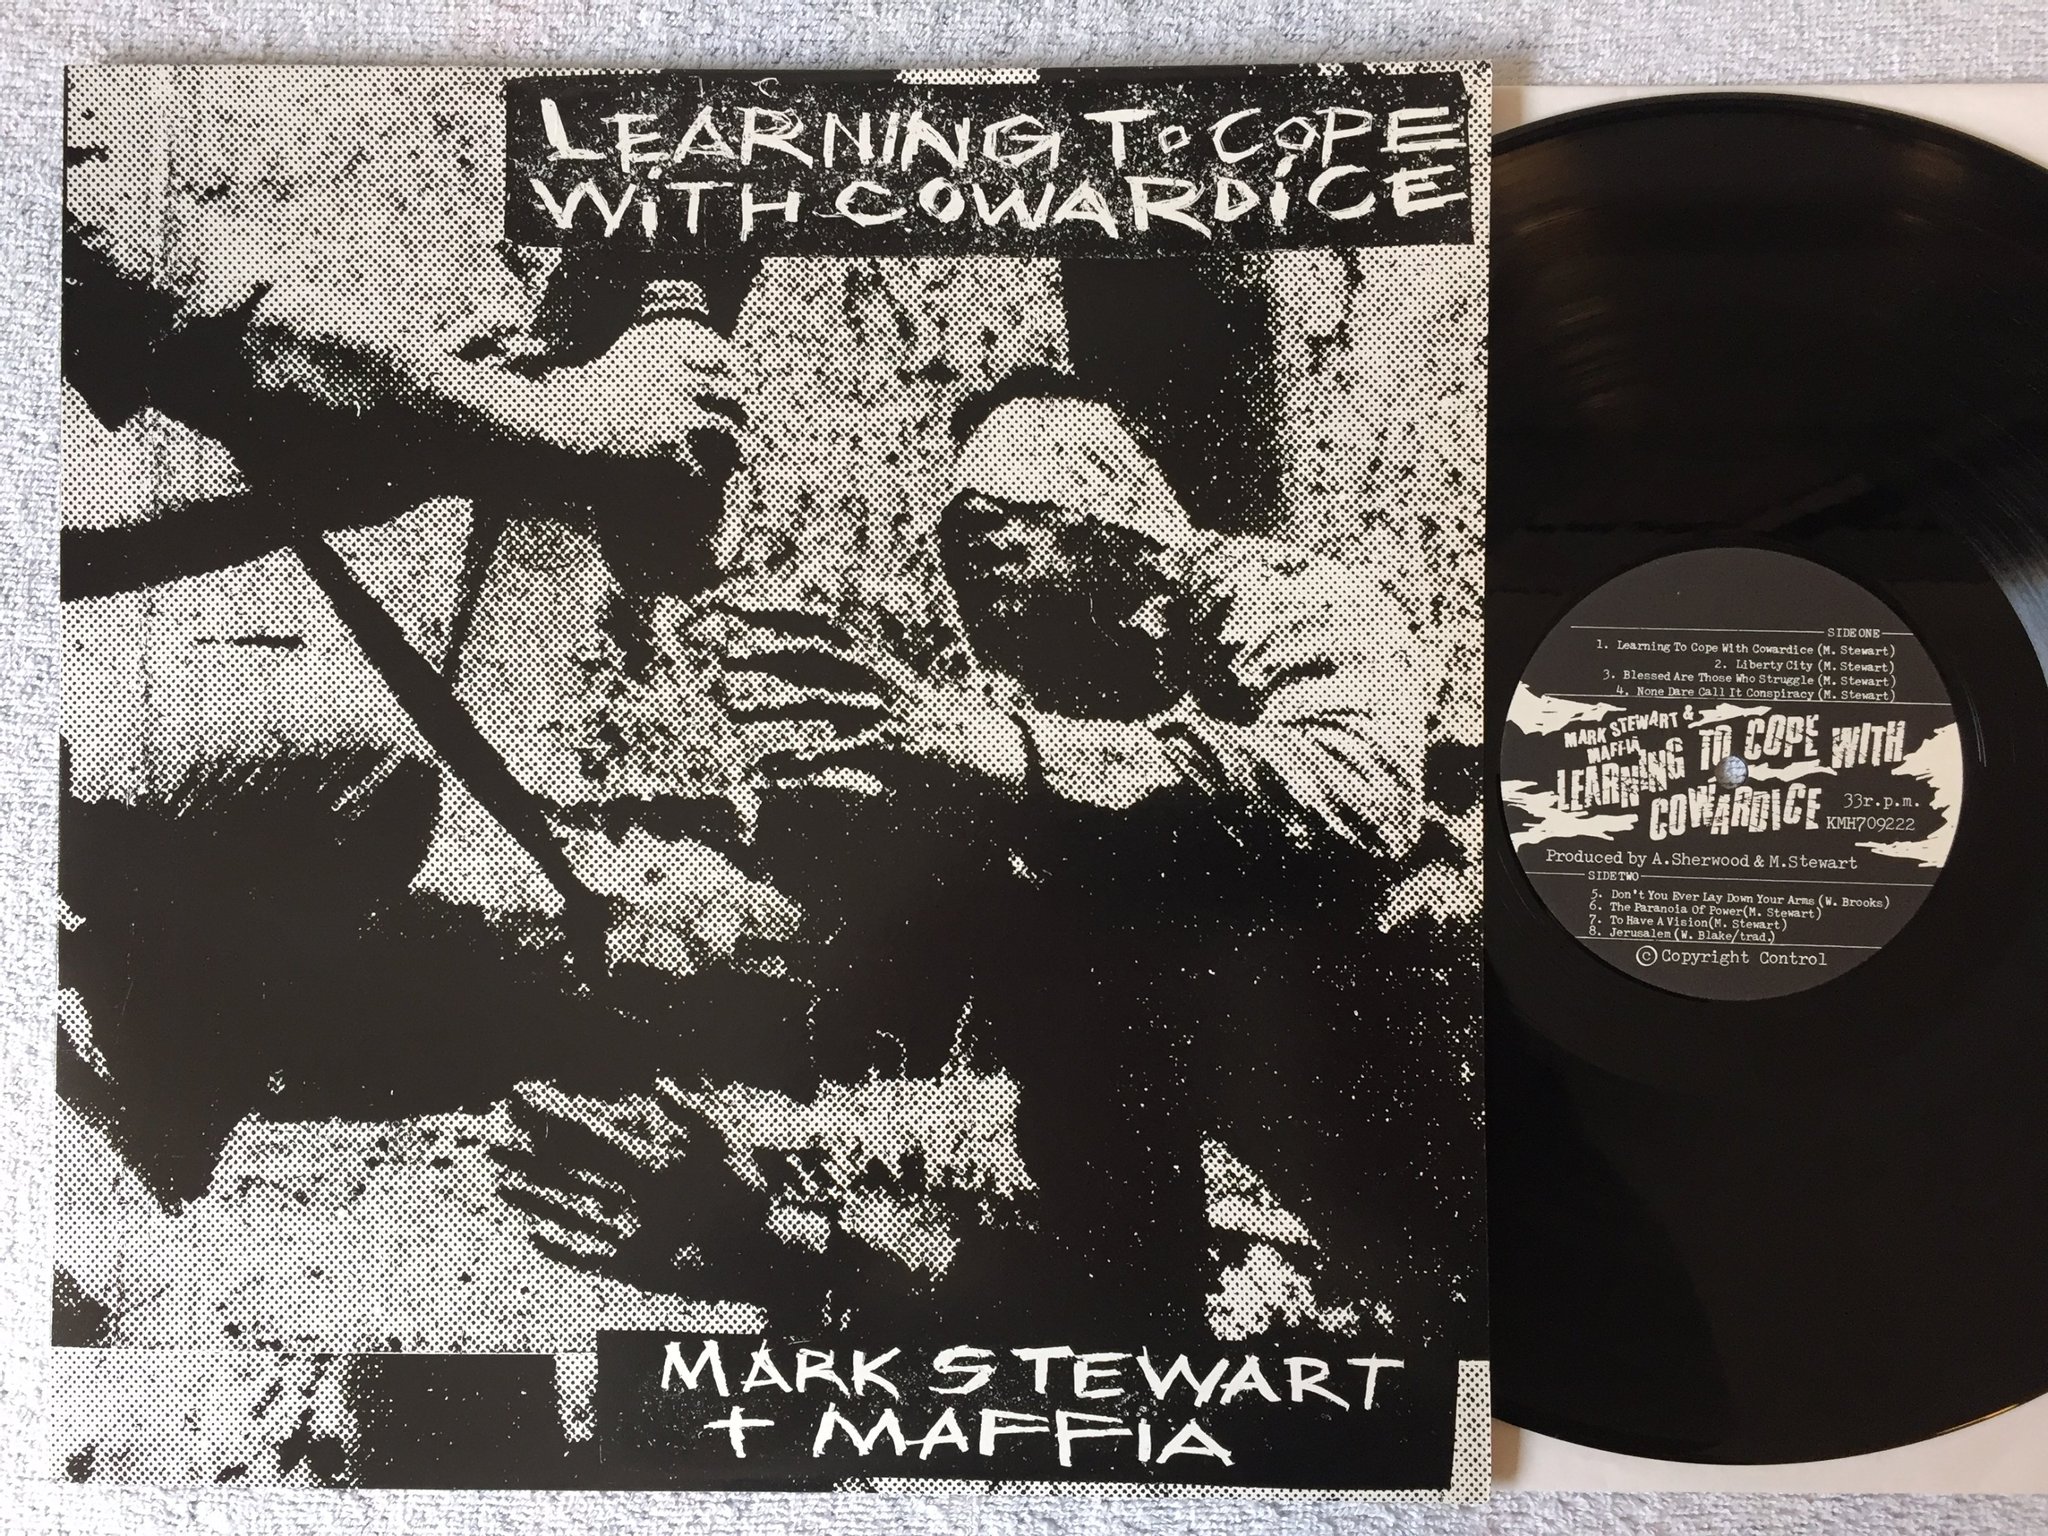 LEARNING To COPE
WiTH COWARDiCE
MARK STEWART
+ MAFFIA
SIDE ONE
1. Learning To Cope With Cowardice (M. Stewart)
2. Liberty City (M. Stewart)
3. Blessed Are Those Who Struggle (M. Stewart)
4. None Dare Call It Conspiracy (M. Stewart)
MARK STEWART &
MAFFIA
LEARNING TO COPE WITH
COWARDICE
33r.p.m.
KMH709222
Produced by A.Sherwood & M.Stewart
SIDE TWO
5. Don't You Ever Lay Down Your Arms (W. Brooks)
6. The Paranoia Of Power(M. Stewart)
7. To Have A Vision(M. Stewart)
8. Jerusalem (W. Blake/trad.)
© Copyright Control